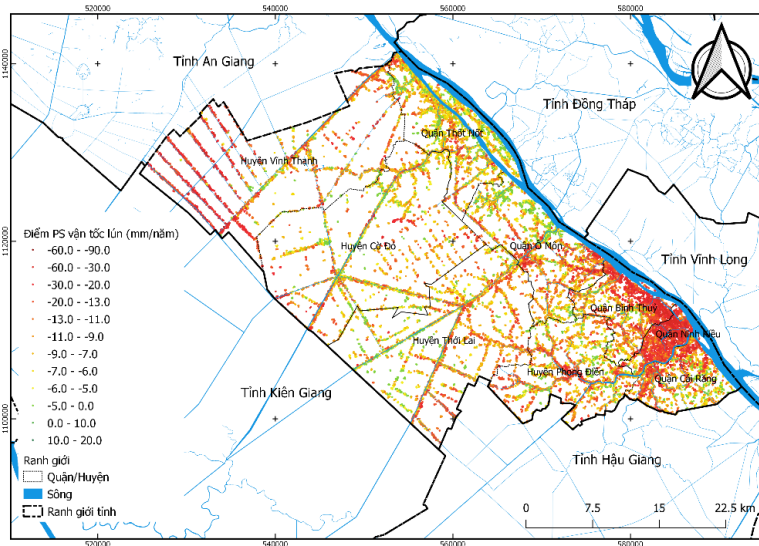 520000
560000
580000
1140000
Tỉnh An Giang
Tỉnh Đồng Tháp
Quận Thốt Nốt
Huyện Vĩnh Thạnh
Điểm PS vận tốc lún (mm/năm)
-60.0 - -90.0
-60.0 - -30.0
-30.0 - -20.0
-20.0 - -13.0
-13.0 - -11.0
-11.0 - -9.0
-9.0 - -7.0
-7.0 - -6.0
-6.0 - -5.0
-5.0 - 0.0
0.0 - 10.0
10.0 - 20.0
1120000
Huyện Cờ Đỏ
Quận Ô Môn
Tỉnh Vĩnh Long
Quận Bình Thuỷ
Quận Ninh Kiều
Huyện Thới Lai
Huyện Phong Điền
Quận Cái Răng
Tỉnh Kiên Giang
1100000
Tỉnh Hậu Giang
Ranh giới
Quận/Huyện
Sông
Ranh giới tỉnh
0 7.5 15 22.5 km
520000
540000
560000
580000